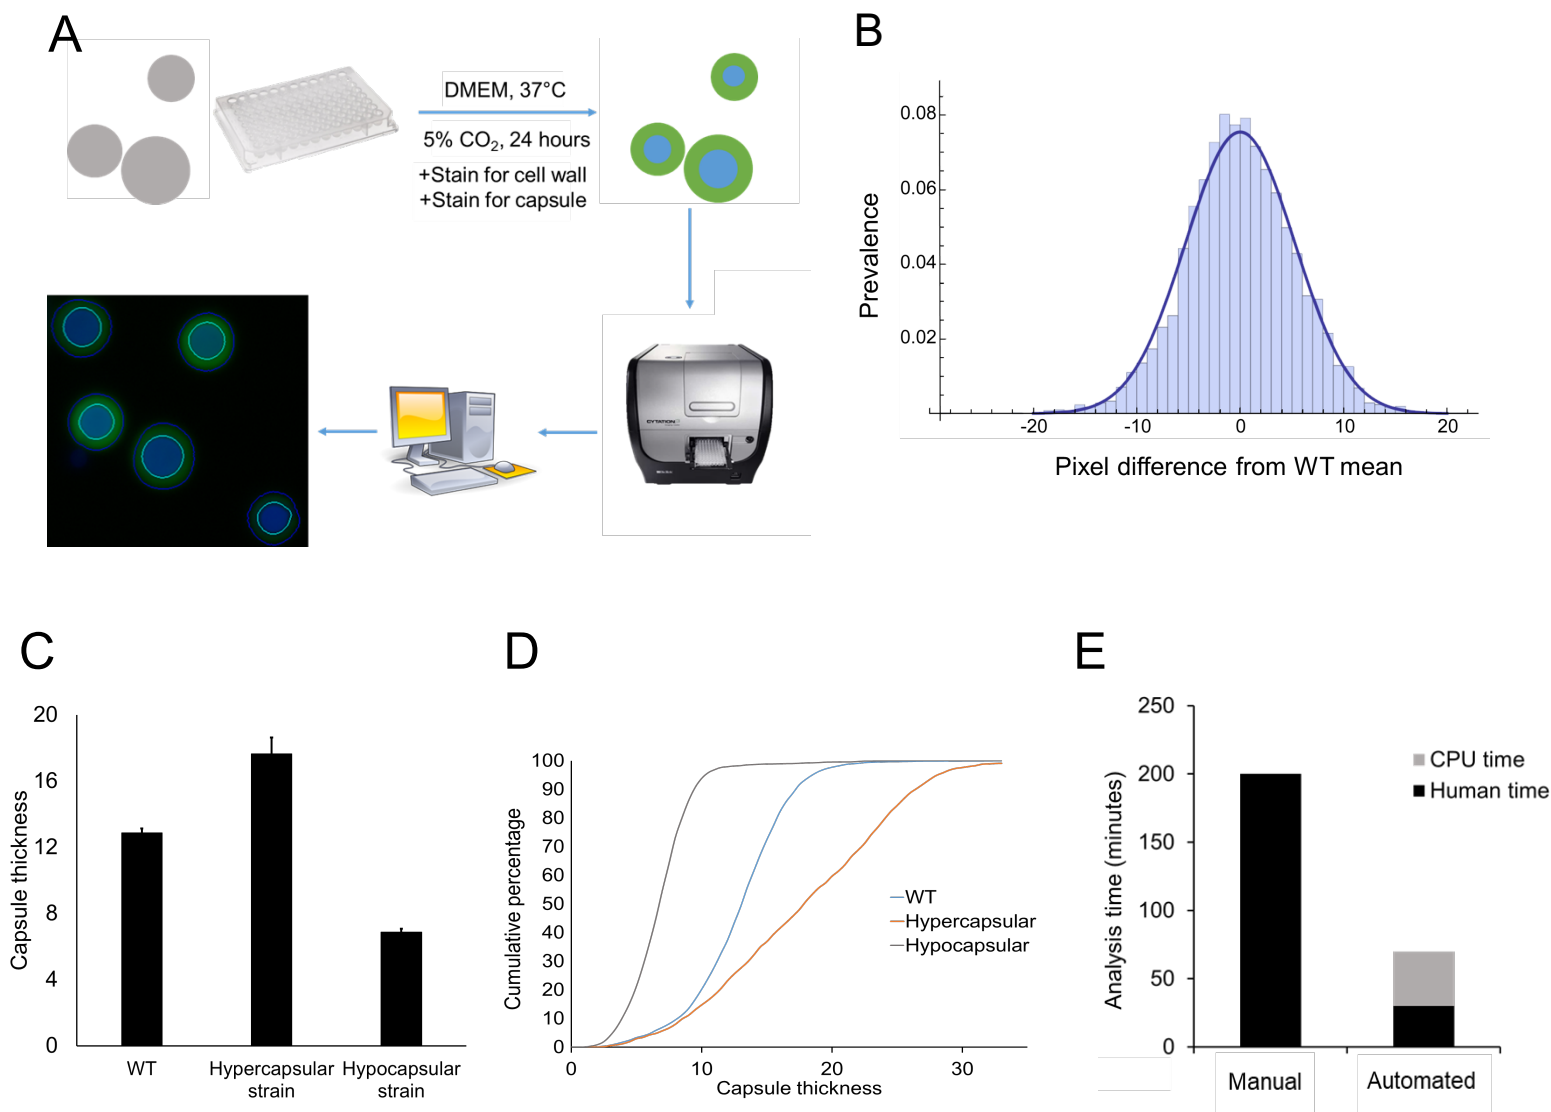 A
DMEM, 37°C
5% CO₂, 24 hours
+Stain for cell wall
+Stain for capsule
CYTATION
B
0.08
0.06
0.04
0.02
Prevalence
-20 -10 0 10 20
Pixel difference from WT mean
C
20
16
12
8
4
0
Capsule thickness
WT
Hypercapsular
strain
Hypocapsular
strain
D
100
90
80
70
60
50
40
30
20
10
0
Cumulative percentage
WT
Hypercapsular
Hypocapsular
0 10 20 30
Capsule thickness
E
250
200
150
100
50
0
Analysis time (minutes)
CPU time
Human time
Manual
Automated